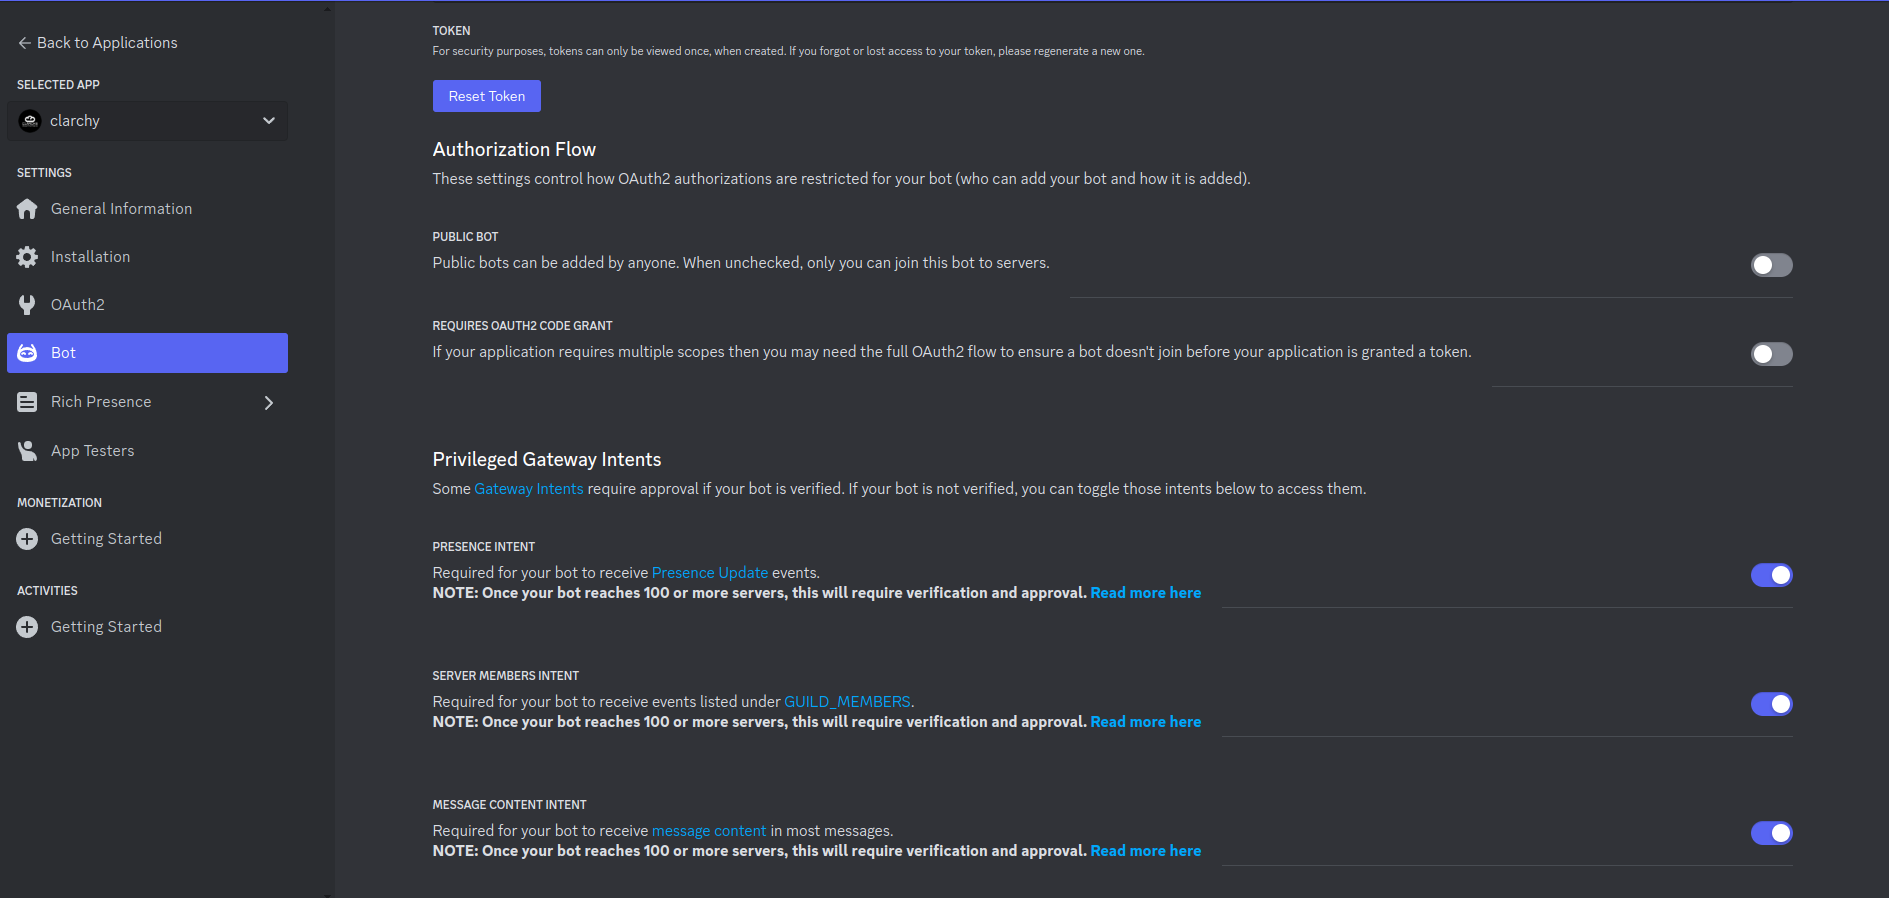 Back to Applications
SELECTED APP
clarchy
SETTINGS
General Information
Installation
OAuth2
Bot
Rich Presence
App Testers
MONETIZATION
Getting Started
ACTIVITIES
Getting Started
TOKEN
For security purposes, tokens can only be viewed once, when created. If you forgot or lost access to your token, please regenerate a new one.
Reset Token
Authorization Flow
These settings control how OAuth2 authorizations are restricted for your bot (who can add your bot and how it is added).
PUBLIC BOT
Public bots can be added by anyone. When unchecked, only you can join this bot to servers.
REQUIRES OAUTH2 CODE GRANT
If your application requires multiple scopes then you may need the full OAuth2 flow to ensure a bot doesn't join before your application is granted a token.
Privileged Gateway Intents
Some Gateway Intents require approval if your bot is verified. If your bot is not verified, you can toggle those intents below to access them.
PRESENCE INTENT
Required for your bot to receive Presence Update events.
NOTE: Once your bot reaches 100 or more servers, this will require verification and approval. Read more here
SERVER MEMBERS INTENT
Required for your bot to receive events listed under GUILD_MEMBERS.
NOTE: Once your bot reaches 100 or more servers, this will require verification and approval. Read more here
MESSAGE CONTENT INTENT
Required for your bot to receive message content in most messages.
NOTE: Once your bot reaches 100 or more servers, this will require verification and approval. Read more here